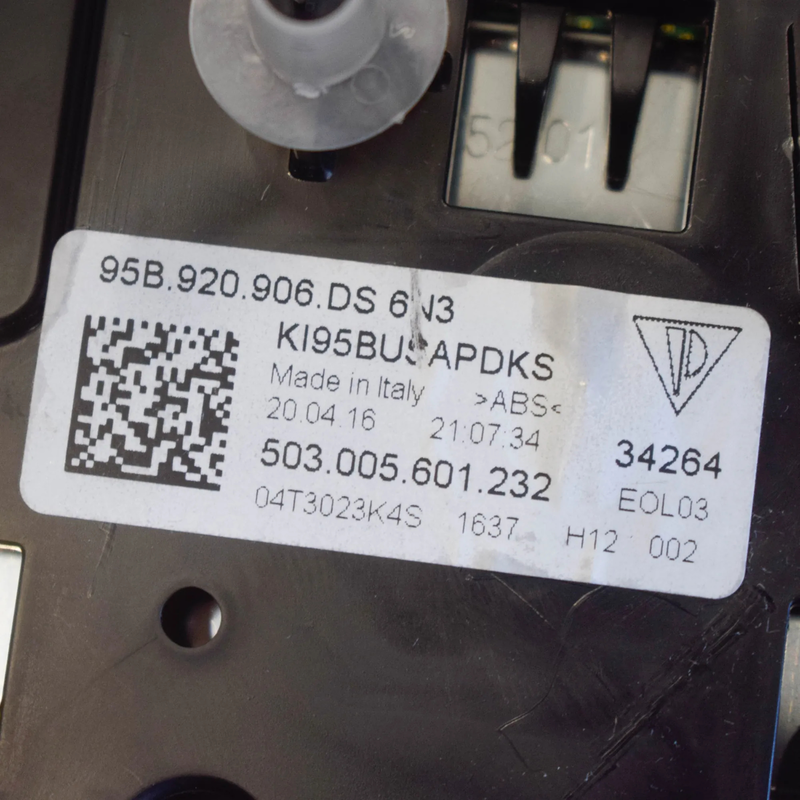 95B.920.906.DS 6N3
KI95BUSAPDKS
Made in Italy >ABS<
20.04.16 21:07:34
503.005.601.232
04T3023K4S 1637 H12 002
34264
EOL03